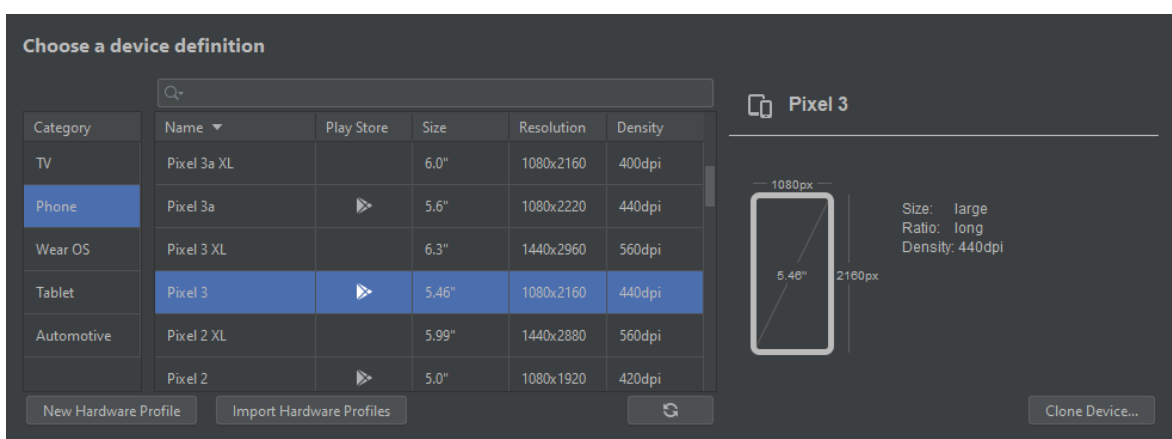 Choose a device definition
Category
TV
Phone
Wear OS
Tablet
Automotive
Name Play Store Size Resolution Density
Pixel 3a XL 6.0" 1080x2160 400dpi
Pixel 3a 5.6" 1080x2220 440dpi
Pixel 3 XL 6.3" 1440x2960 560dpi
Pixel 3 5.46" 1080x2160 440dpi
Pixel 2 XL 5.99" 1440x2880 560dpi
Pixel 2 5.0" 1080x1920 420dpi
New Hardware Profile Import Hardware Profiles
Pixel 3
1080px
5.46" 2160px
Size: large
Ratio: long
Density: 440dpi
Clone Device...